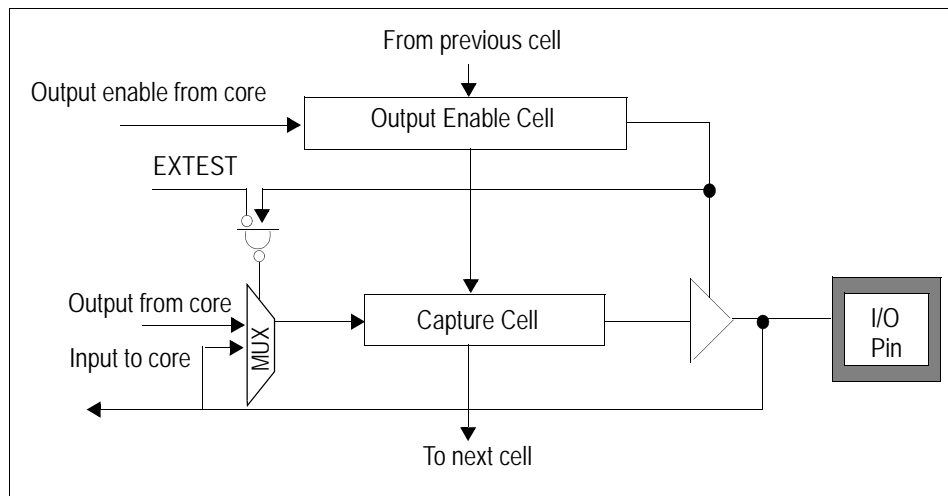 From previous cell
Output enable from core
Output Enable Cell
EXTEST
Output from core
Input to core
MUX
Capture Cell
I/O
Pin
To next cell